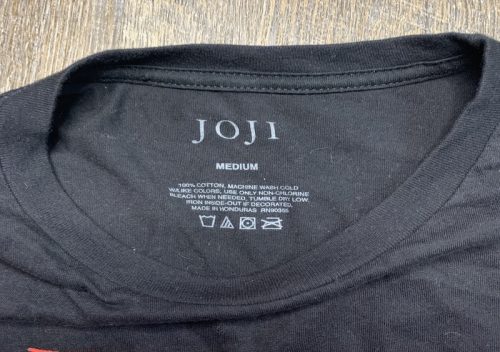 JOJI
MEDIUM
100% COTTON. MACHINE WASH COLD
W/LIKE COLORS, USE ONLY NON-CHLORINE
BLEACH WHEN NEEDED, TUMBLE DRY LOW.
IRON INSIDE-OUT IF DECORATED.
MADE IN HONDURAS